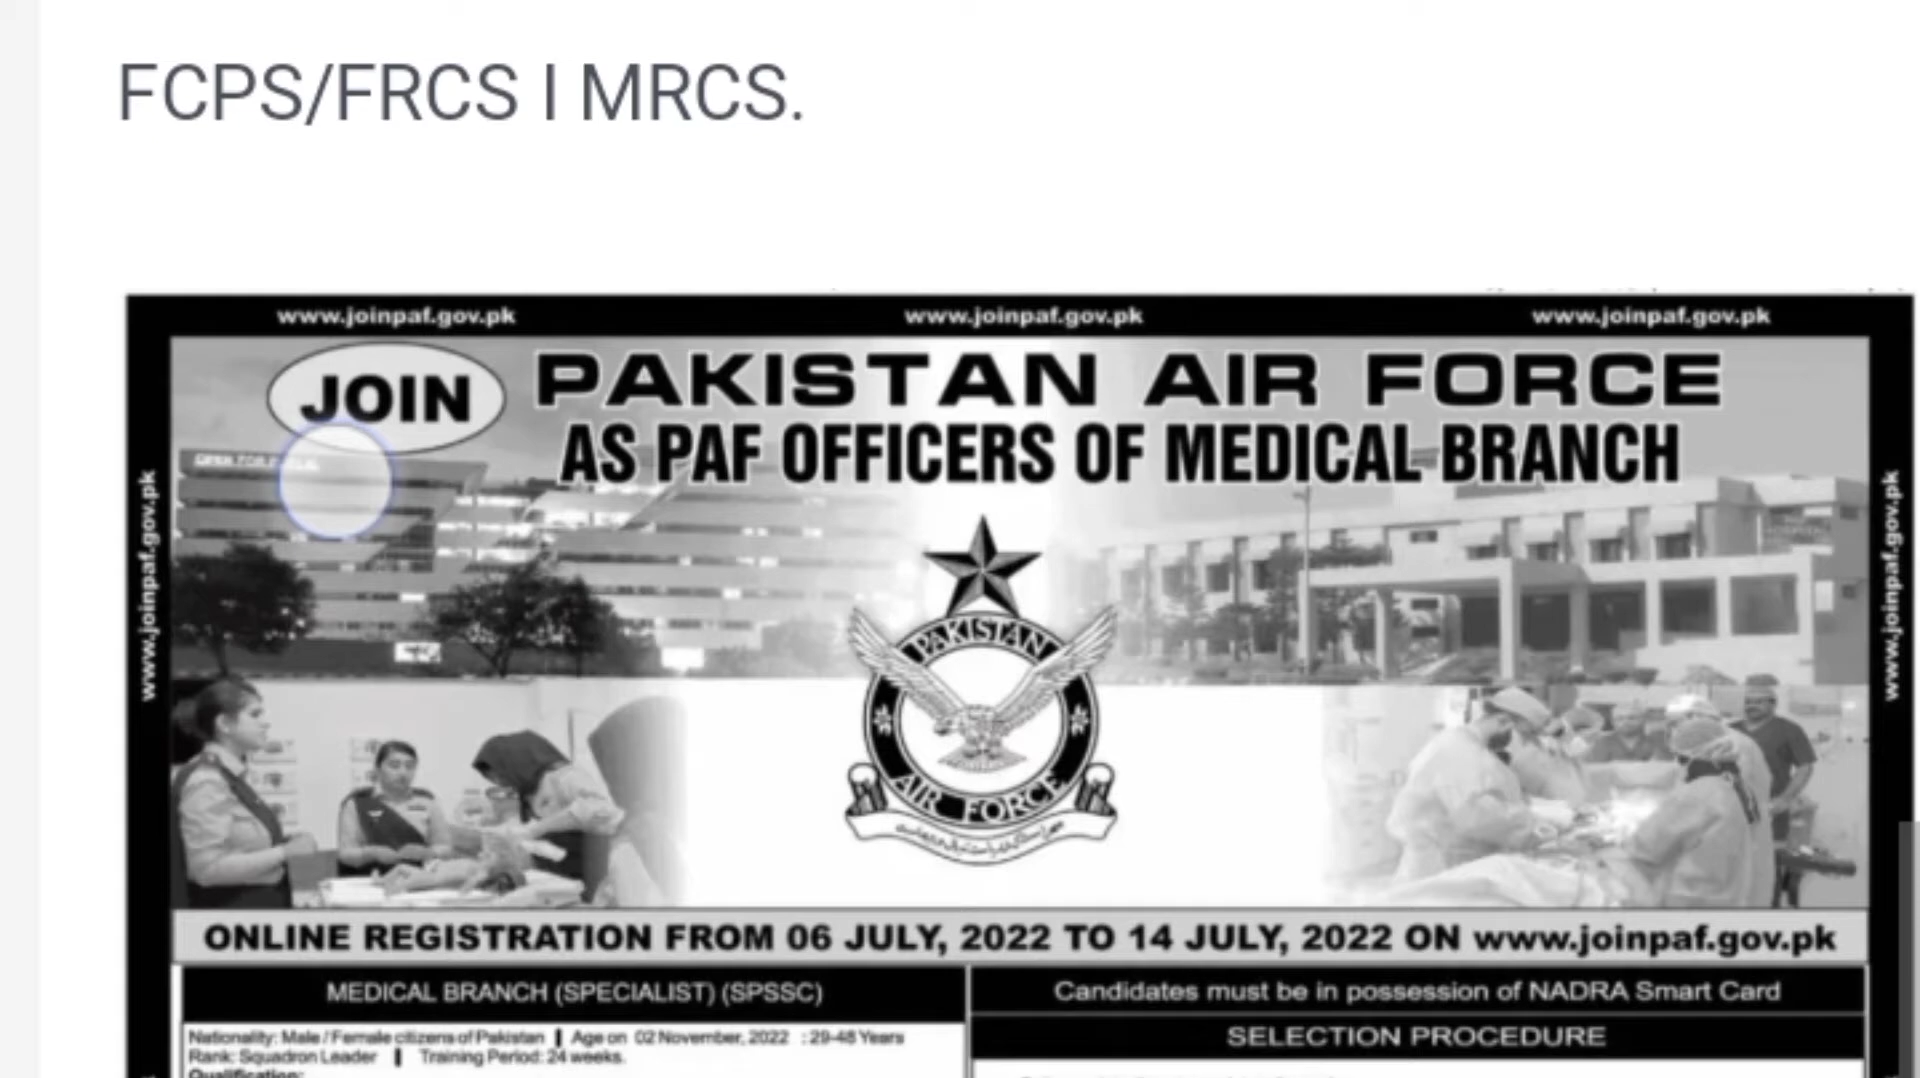 FCPS/FRCS I MRCS.
www.joinpaf.gov.pk www.joinpaf.gov.pk www.joinpaf.gov.pk
JOIN PAKISTAN AIR FORCE
AS PAF OFFICERS OF MEDICAL BRANCH
www.joinpaf.gov.pk
www.joinpaf.gov.pk
PAKISTAN
AIR FORCE
ONLINE REGISTRATION FROM 06 JULY, 2022 TO 14 JULY, 2022 ON www.joinpaf.gov.pk
MEDICAL BRANCH (SPECIALIST) (SPSSC)
Nationality: Male / Female citizens of Pakistan | Age on 02 November, 2022 : 29-48 Years
Rank: Squadron Leader | Training Period: 24 weeks.
Qualification:
Candidates must be in possession of NADRA Smart Card
SELECTION PROCEDURE